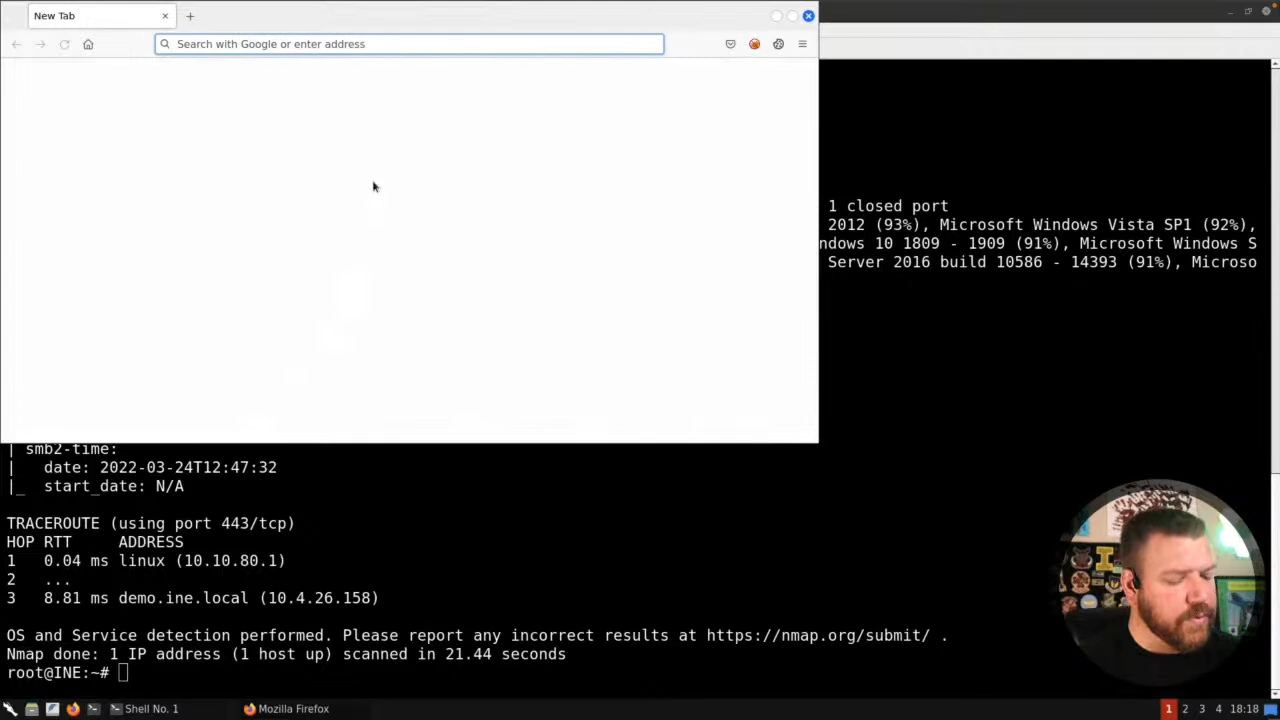 New Tab
Search with Google or enter address
1 closed port
2012 (93%), Microsoft Windows Vista SP1 (92%),
ndows 10 1809 - 1909 (91%), Microsoft Windows S
Server 2016 build 10586 - 14393 (91%), Microso
| smb2-time:
|   date: 2022-03-24T12:47:32
|_  start_date: N/A
TRACEROUTE (using port 443/tcp)
HOP RTT     ADDRESS
1   0.04 ms linux (10.10.80.1)
2   ...
3   8.81 ms demo.ine.local (10.4.26.158)
OS and Service detection performed. Please report any incorrect results at https://nmap.org/submit/ .
Nmap done: 1 IP address (1 host up) scanned in 21.44 seconds
root@INE:~#
Shell No. 1
Mozilla Firefox
1 2 3 4 18:18